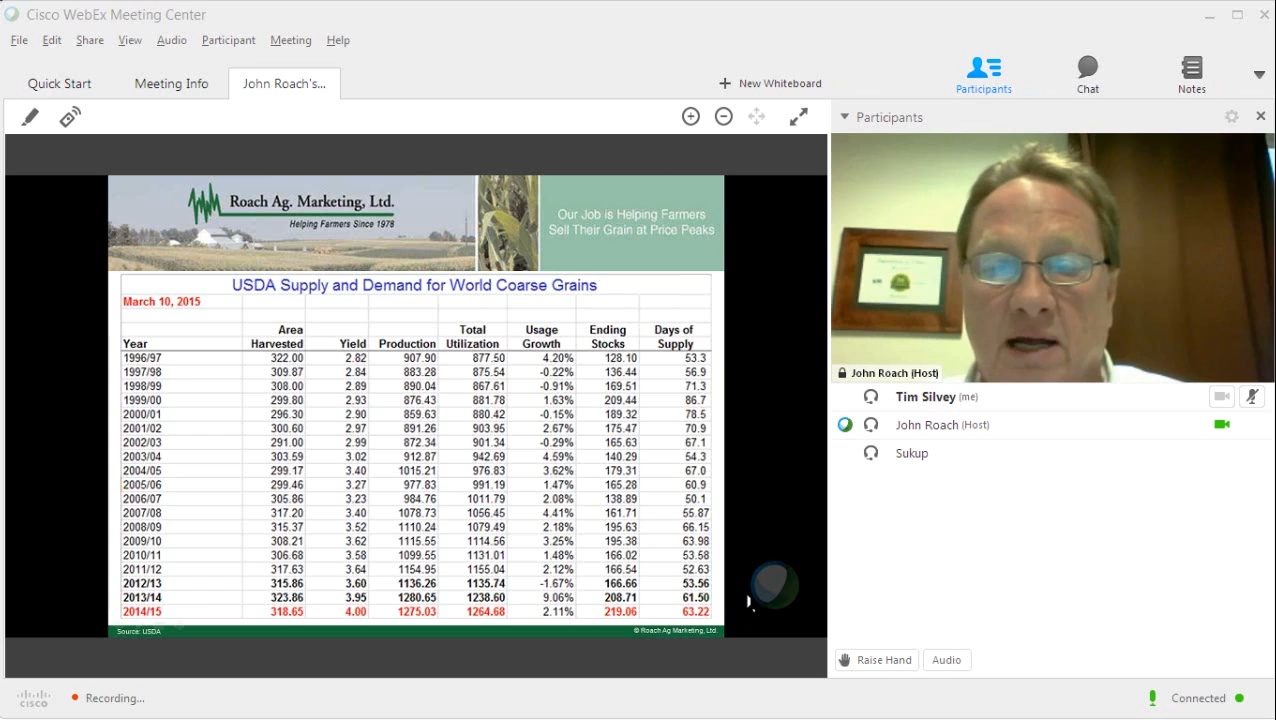 Cisco WebEx Meeting Center
File Edit Share View Audio Participant Meeting Help
Quick Start Meeting Info John Roach's... + New Whiteboard Participants Chat Notes
Participants
Roach Ag. Marketing, Ltd.
Helping Farmers Since 1978
Our Job is Helping Farmers
Sell Their Grain at Price Peaks
USDA Supply and Demand for World Coarse Grains
March 10, 2015
Area Total Usage Ending Days of
Year Harvested Yield Production Utilization Growth Stocks Supply
1996/97 322.00 2.82 907.90 877.50 4.20% 128.10 53.3
1997/98 309.87 2.84 883.28 875.54 -0.22% 136.44 56.9
1998/99 308.00 2.89 890.04 867.61 -0.91% 169.51 71.3
1999/00 299.80 2.93 876.43 881.78 1.63% 209.44 86.7
2000/01 296.30 2.90 859.63 880.42 -0.15% 189.32 78.5
2001/02 300.60 2.97 891.26 903.95 2.67% 175.47 70.9
2002/03 291.00 2.99 872.34 901.34 -0.29% 165.63 67.1
2003/04 303.59 3.02 912.87 942.69 4.59% 140.29 54.3
2004/05 299.17 3.40 1015.21 976.83 3.62% 179.31 67.0
2005/06 299.46 3.27 977.83 991.19 1.47% 165.28 60.9
2006/07 305.86 3.23 984.76 1011.79 2.08% 138.89 50.1
2007/08 317.20 3.40 1078.73 1056.45 4.41% 161.71 55.87
2008/09 315.37 3.52 1110.24 1079.49 2.18% 195.63 66.15
2009/10 308.21 3.62 1115.55 1114.56 3.25% 195.38 63.98
2010/11 306.68 3.58 1099.55 1131.01 1.48% 166.02 53.58
2011/12 317.63 3.64 1154.95 1155.04 2.12% 166.54 52.63
2012/13 315.86 3.60 1136.26 1135.74 -1.67% 166.66 53.56
2013/14 323.86 3.95 1280.65 1238.60 9.06% 208.71 61.50
2014/15 318.65 4.00 1275.03 1264.68 2.11% 219.06 63.22
Source: USDA © Roach Ag Marketing, Ltd.
John Roach (Host)
Tim Silvey (me)
John Roach (Host)
Sukup
Raise Hand Audio
cisco Recording... Connected